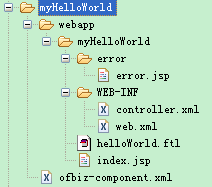 myHelloWorld
webapp
myHelloWorld
error
error.jsp
WEB-INF
controller.xml
web.xml
helloWorld.ftl
index.jsp
ofbiz-component.xml